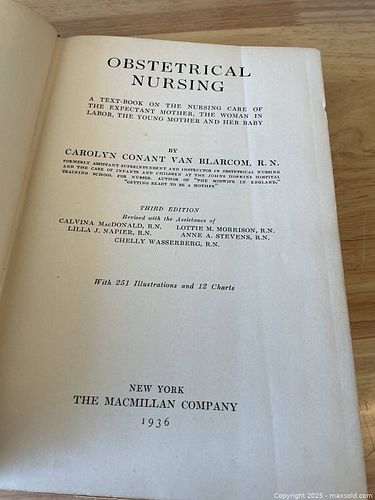 OBSTETRICAL
NURSING
A TEXT-BOOK ON THE NURSING CARE OF
THE EXPECTANT MOTHER, THE WOMAN IN
LABOR, THE YOUNG MOTHER AND HER BABY
BY
CAROLYN CONANT VAN BLARCOM, R. N.
FORMERLY ASSISTANT SUPERINTENDENT AND INSTRUCTOR IN OBSTETRICAL NURSING
AND THE CARE OF INFANTS AND CHILDREN AT THE JOHNS HOPKINS HOSPITAL
TRAINING SCHOOL FOR NURSES. AUTHOR OF "THE MIDWIFE IN ENGLAND,"
"GETTING READY TO BE A MOTHER"
THIRD EDITION
Revised with the Assistance of
CALVINA MACDONALD, R.N. LOTTIE M. MORRISON, R.N.
LILLA J. NAPIER, R.N. ANNE A. STEVENS, R.N.
CHELLY WASSERBERG, R.N.
With 251 Illustrations and 12 Charts
NEW YORK
THE MACMILLAN COMPANY
1936
Copyright © 2025 - maxsold.com